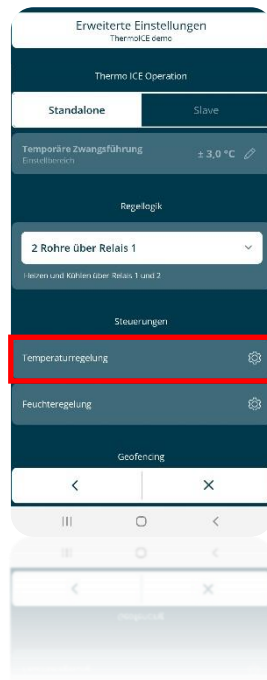 Erweiterte Einstellungen
ThermoICE demo
Thermo ICE Operation
Standalone
Slave
Temporäre Zwangsführung
± 3,0 °C
Einstellbereich
Regellogik
2 Rohre über Relais 1
Heizen und Kühlen über Relais 1 und 2
Steuerungen
Temperaturregelung
Feuchteregelung
Geofencing